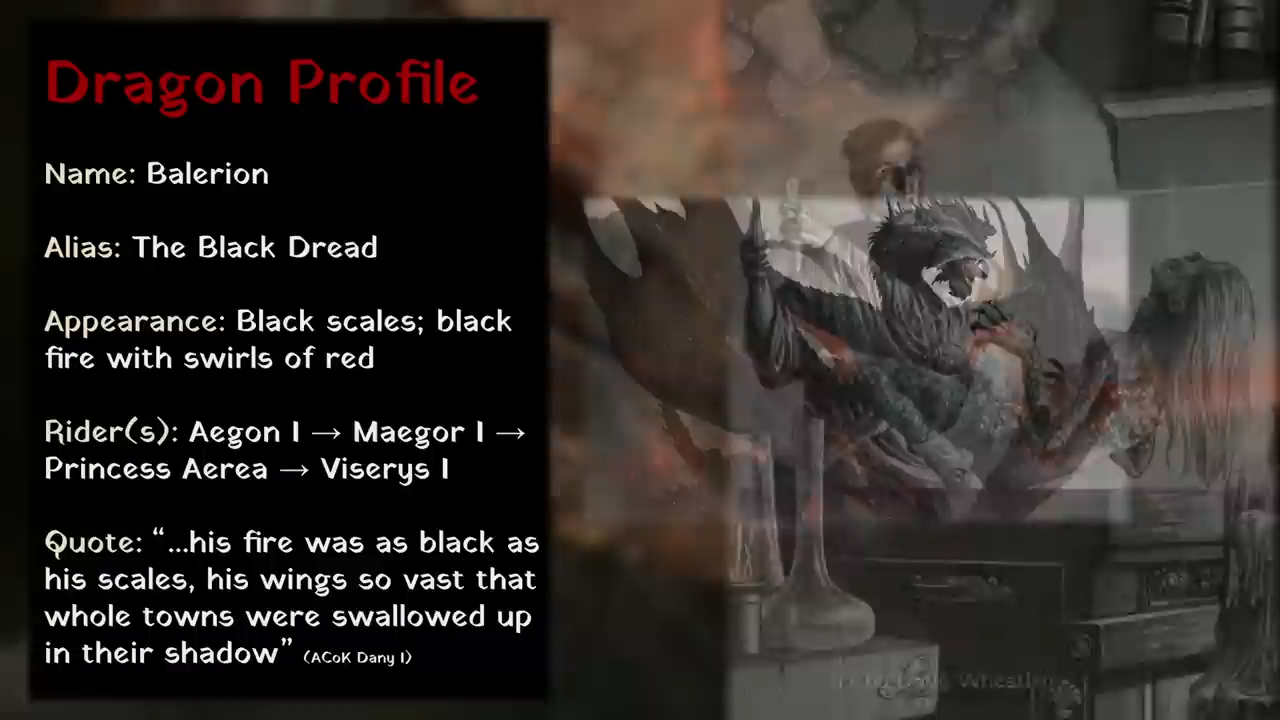 Dragon Profile
Name: Balerion
Alias: The Black Dread
Appearance: Black scales; black
fire with swirls of red
Rider(s): Aegon I → Maegor I →
Princess Aerea → Viserys I
Quote: “...his fire was as black as
his scales, his wings so vast that
whole towns were swallowed up
in their shadow” (ACoK Dany I)
Wheatley